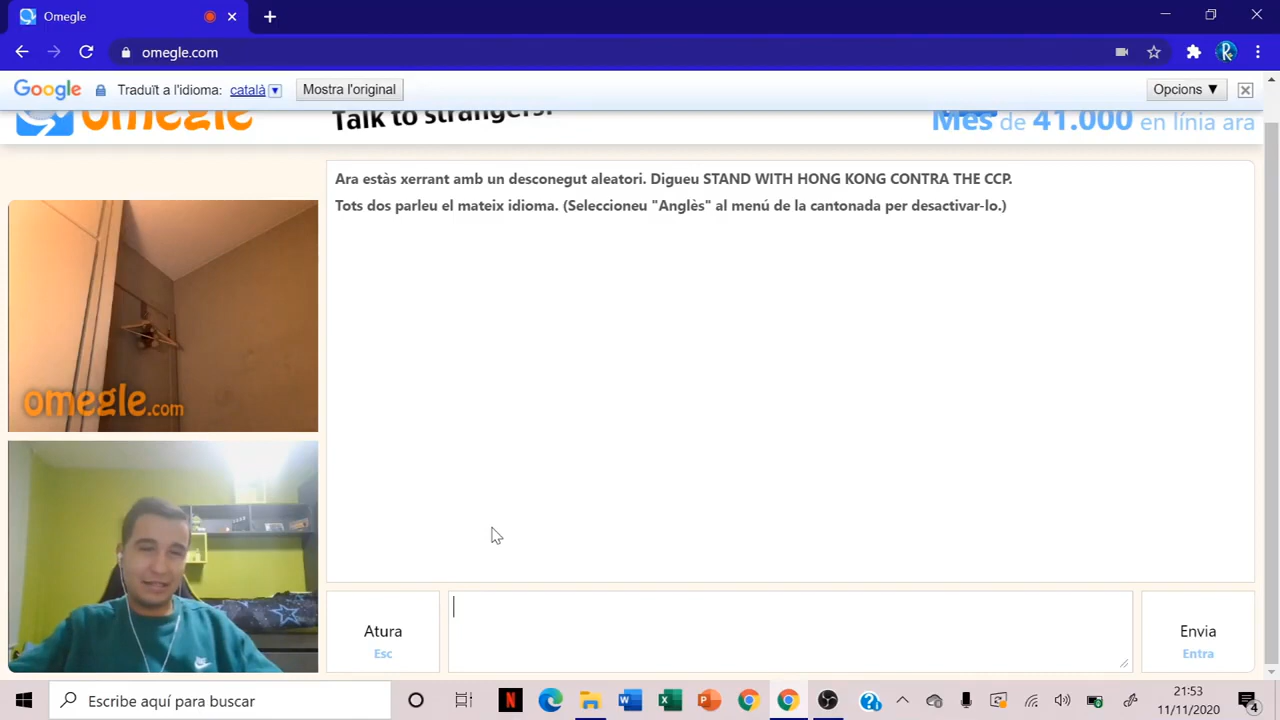 Omegle
omegle.com
Google
Traduït a l'idioma: català
Mostra l'original
Opcions ▼
omegle
Talk to strangers!
Més de 41.000 en línia ara
Ara estàs xerrant amb un desconegut aleatori. Digueu STAND WITH HONG KONG CONTRA THE CCP.
Tots dos parleu el mateix idioma. (Seleccioneu "Anglès" al menú de la cantonada per desactivar-lo.)
omegle.com
Atura
Esc
Envia
Entra
Escribe aquí para buscar
21:53
11/11/2020
4